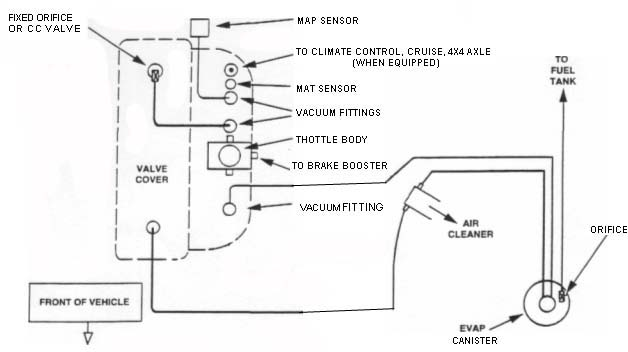 FIXED ORIFICE
OR CC VALVE
MAP SENSOR
TO CLIMATE CONTROL, CRUISE, 4X4 AXLE
(WHEN EQUIPPED)
MAT SENSOR
VACUUM FITTINGS
THOTTLE BODY
TO BRAKE BOOSTER
VALVE
COVER
VACUUM FITTING
AIR
CLEANER
TO
FUEL
TANK
ORIFICE
EVAP
CANISTER
FRONT OF VEHICLE